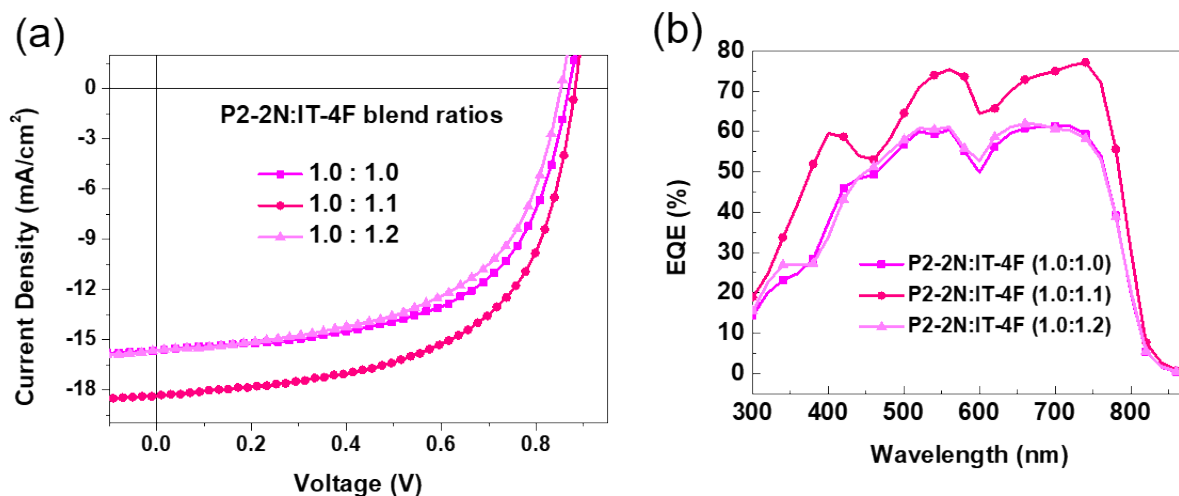 (a)
0
-3
-6
-9
-12
-15
-18
Current Density (mA/cm²)
P2-2N:IT-4F blend ratios
1.0 : 1.0
1.0 : 1.1
1.0 : 1.2
0.0 0.2 0.4 0.6 0.8
Voltage (V)
(b)
80
70
60
50
40
30
20
10
0
EQE (%)
P2-2N:IT-4F (1.0:1.0)
P2-2N:IT-4F (1.0:1.1)
P2-2N:IT-4F (1.0:1.2)
300 400 500 600 700 800
Wavelength (nm)